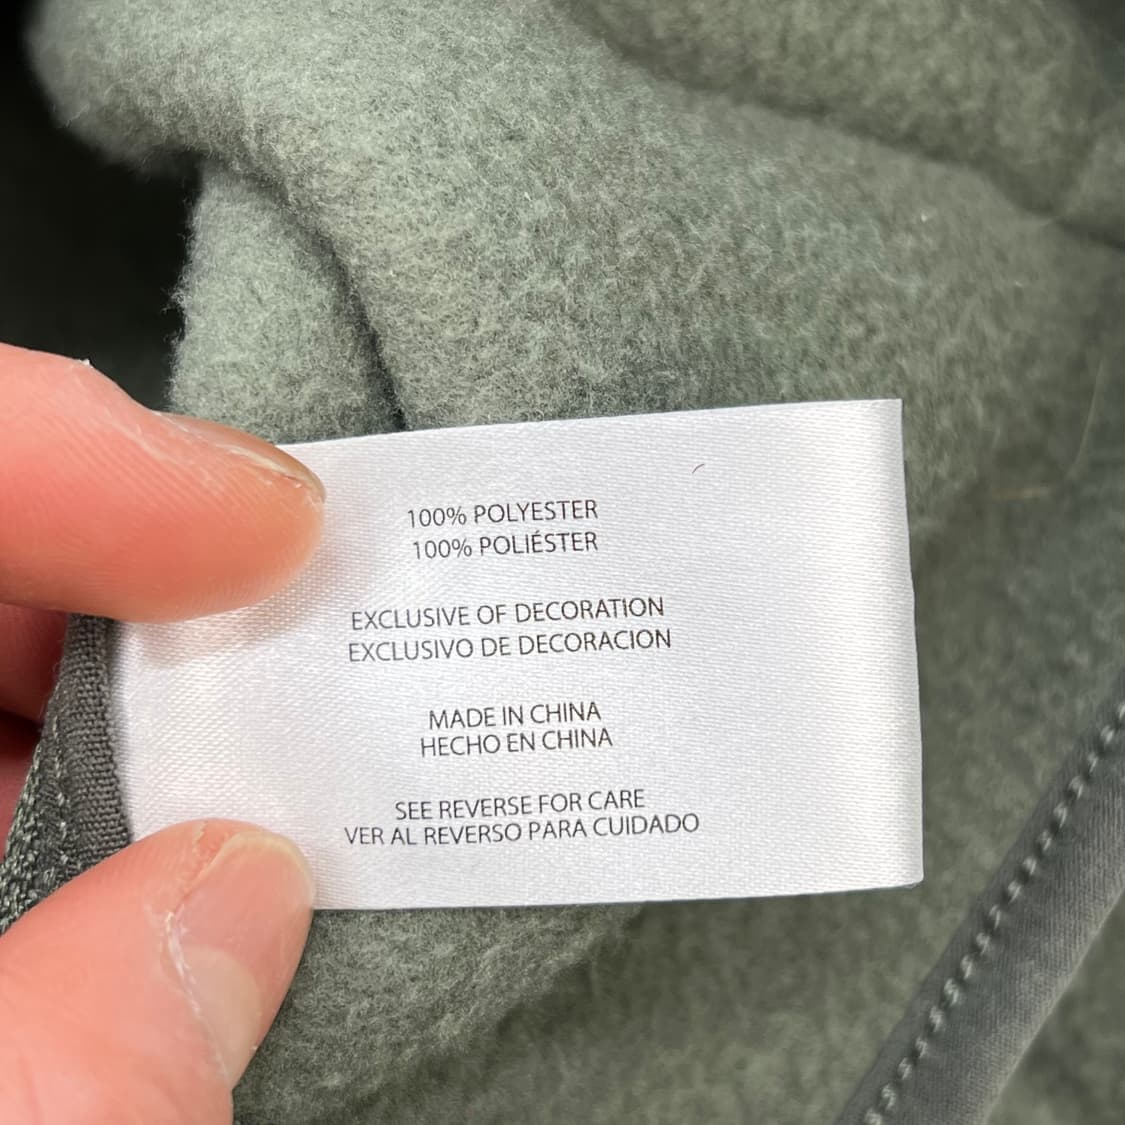 100% POLYESTER
100% POLIÉSTER
EXCLUSIVE OF DECORATION
EXCLUSIVO DE DECORACION
MADE IN CHINA
HECHO EN CHINA
SEE REVERSE FOR CARE
VER AL REVERSO PARA CUIDADO